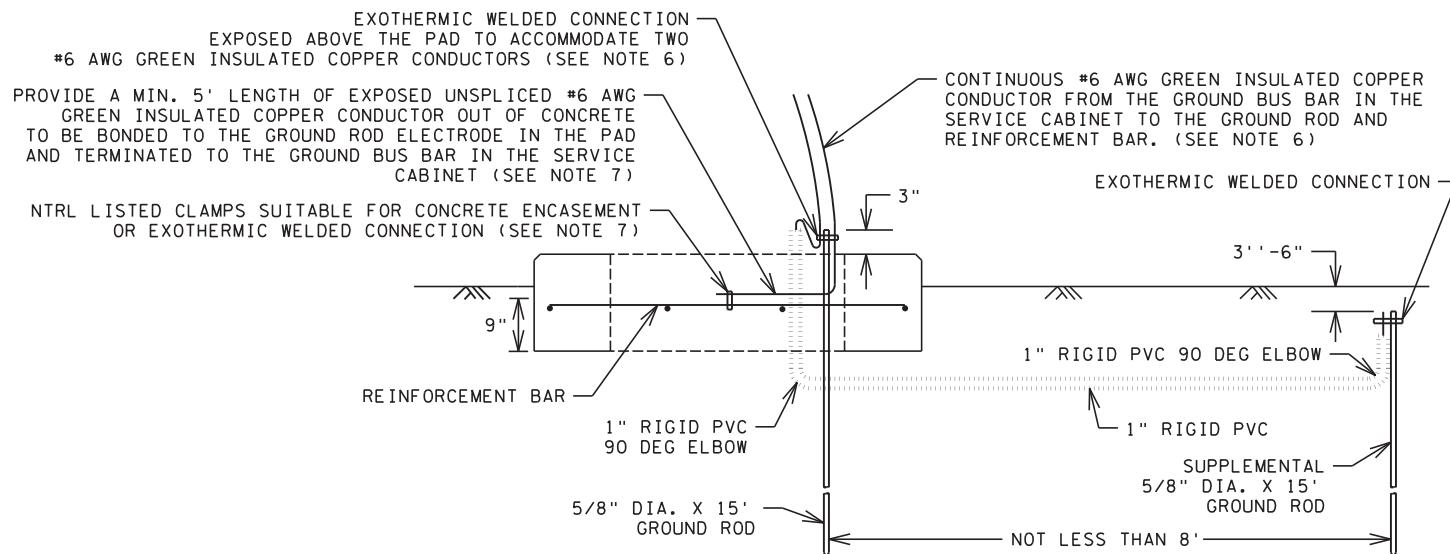 EXOTHERMIC WELDED CONNECTION
EXPOSED ABOVE THE PAD TO ACCOMMODATE TWO
#6 AWG GREEN INSULATED COPPER CONDUCTORS (SEE NOTE 6)
PROVIDE A MIN. 5' LENGTH OF EXPOSED UNSPLICED #6 AWG
GREEN INSULATED COPPER CONDUCTOR OUT OF CONCRETE
TO BE BONDED TO THE GROUND ROD ELECTRODE IN THE PAD
AND TERMINATED TO THE GROUND BUS BAR IN THE SERVICE
CABINET (SEE NOTE 7)
NTRL LISTED CLAMPS SUITABLE FOR CONCRETE ENCASEMENT
OR EXOTHERMIC WELDED CONNECTION (SEE NOTE 7)
CONTINUOUS #6 AWG GREEN INSULATED COPPER
CONDUCTOR FROM THE GROUND BUS BAR IN THE
SERVICE CABINET TO THE GROUND ROD AND
REINFORCEMENT BAR. (SEE NOTE 6)
EXOTHERMIC WELDED CONNECTION
3"
3''-6"
9"
REINFORCEMENT BAR
1" RIGID PVC
90 DEG ELBOW
1" RIGID PVC 90 DEG ELBOW
1" RIGID PVC
SUPPLEMENTAL
5/8" DIA. X 15'
GROUND ROD
5/8" DIA. X 15'
GROUND ROD
NOT LESS THAN 8'